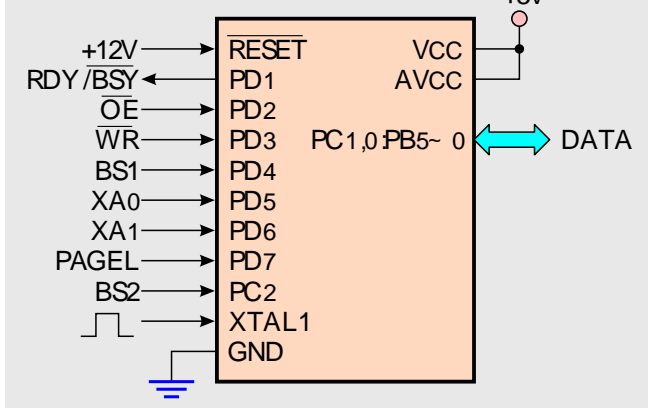 +12V RESET VCC
RDY /BSY PD1 AVCC
OE PD2
WR PD3 PC1,0:PB5~ 0 DATA
BS1 PD4
XA0 PD5
XA1 PD6
PAGEL PD7
BS2 PC2
XTAL1
GND